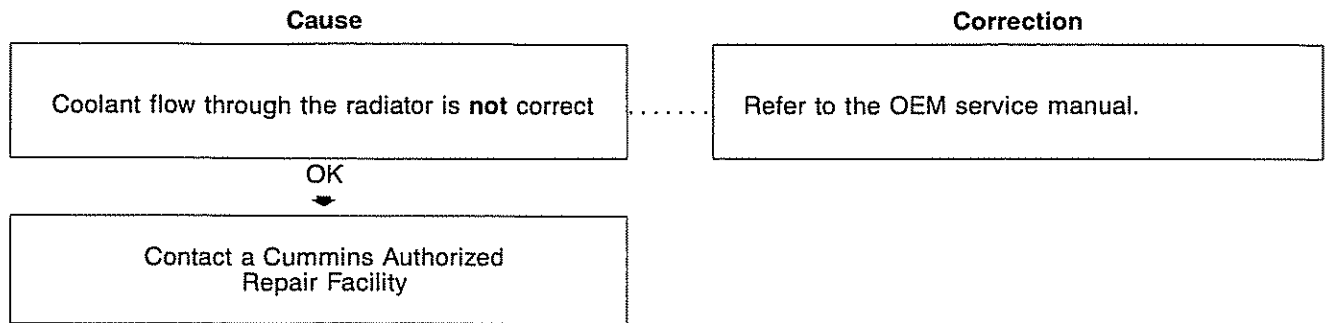 Cause
Correction
Coolant flow through the radiator is not correct
.......
Refer to the OEM service manual.
OK
Contact a Cummins Authorized
Repair Facility